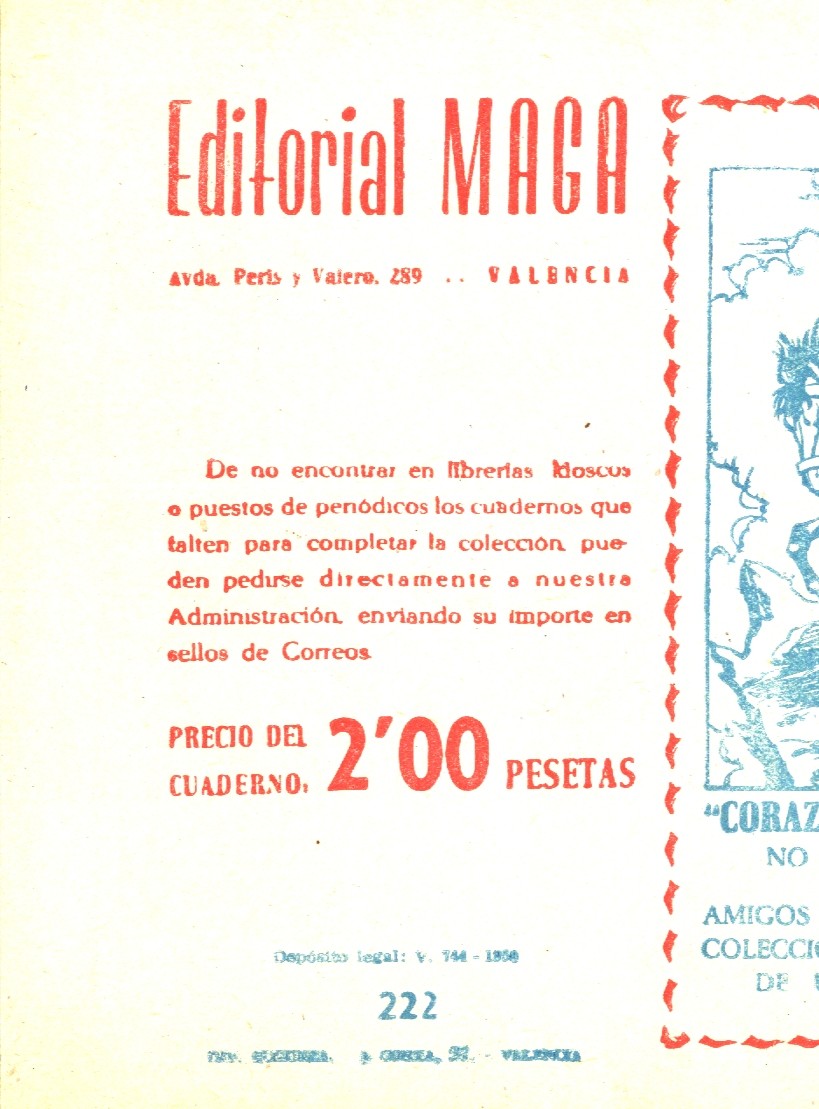 Editorial MAGA
Avda. Peris y Valero, 289 .. VALENCIA
De no encontrar en librerías kioscos
o puestos de periódicos los cuadernos que
falten para completar la colección, pue-
den pedirse directamente a nuestra
Administración, enviando su importe en
sellos de Correos.
PRECIO DEL
CUADERNO: 2'00 PESETAS
Depósito legal: V. 744 - 1958
222
VALENCIA
"CORAZ
NO
AMIGOS
COLECCIO
DE